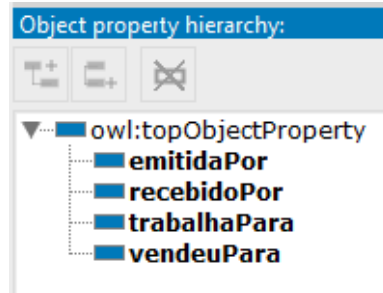 Object property hierarchy:
owl:topObjectProperty
emitidaPor
recebidoPor
trabalhaPara
vendeuPara